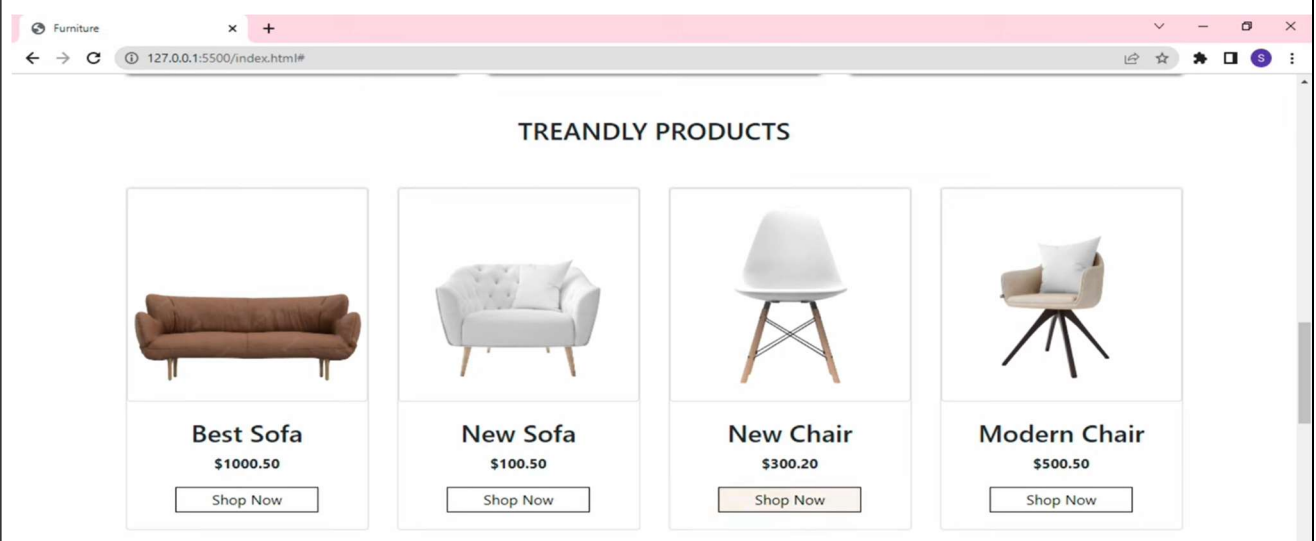 Furniture
127.0.0.1:5500/index.html#
S
TREANDLY PRODUCTS
Best Sofa
$1000.50
Shop Now
New Sofa
$100.50
Shop Now
New Chair
$300.20
Shop Now
Modern Chair
$500.50
Shop Now